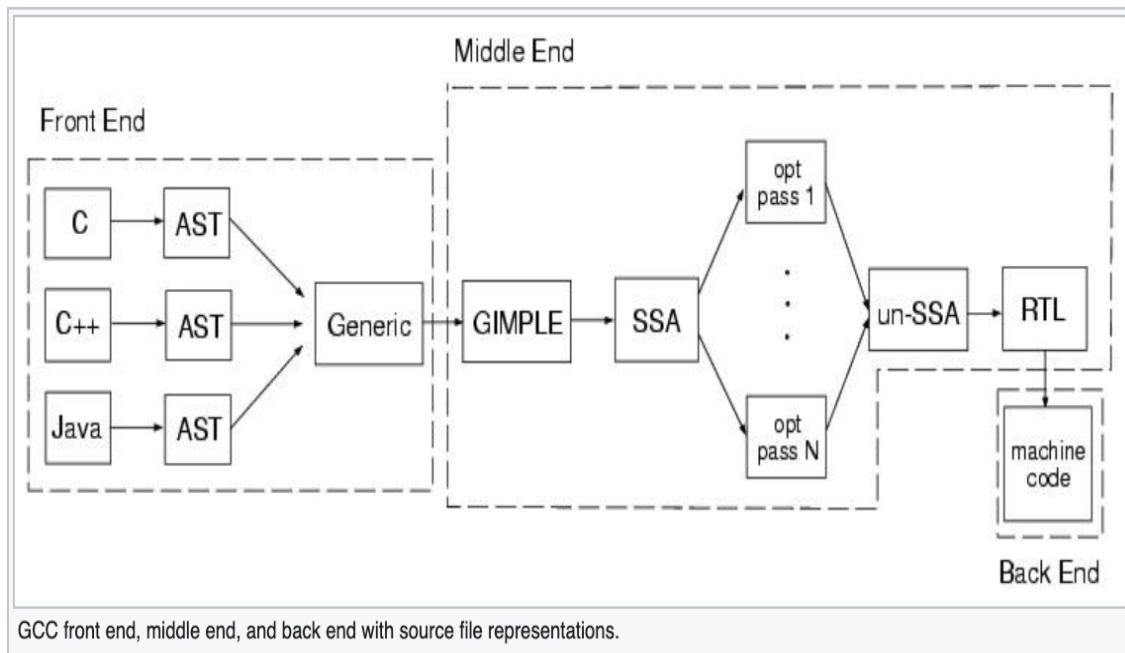 Middle End
Front End
C
AST
C++
AST
Java
AST
Generic
GIMPLE
SSA
opt
pass 1
opt
pass N
un-SSA
RTL
machine
code
Back End
GCC front end, middle end, and back end with source file representations.